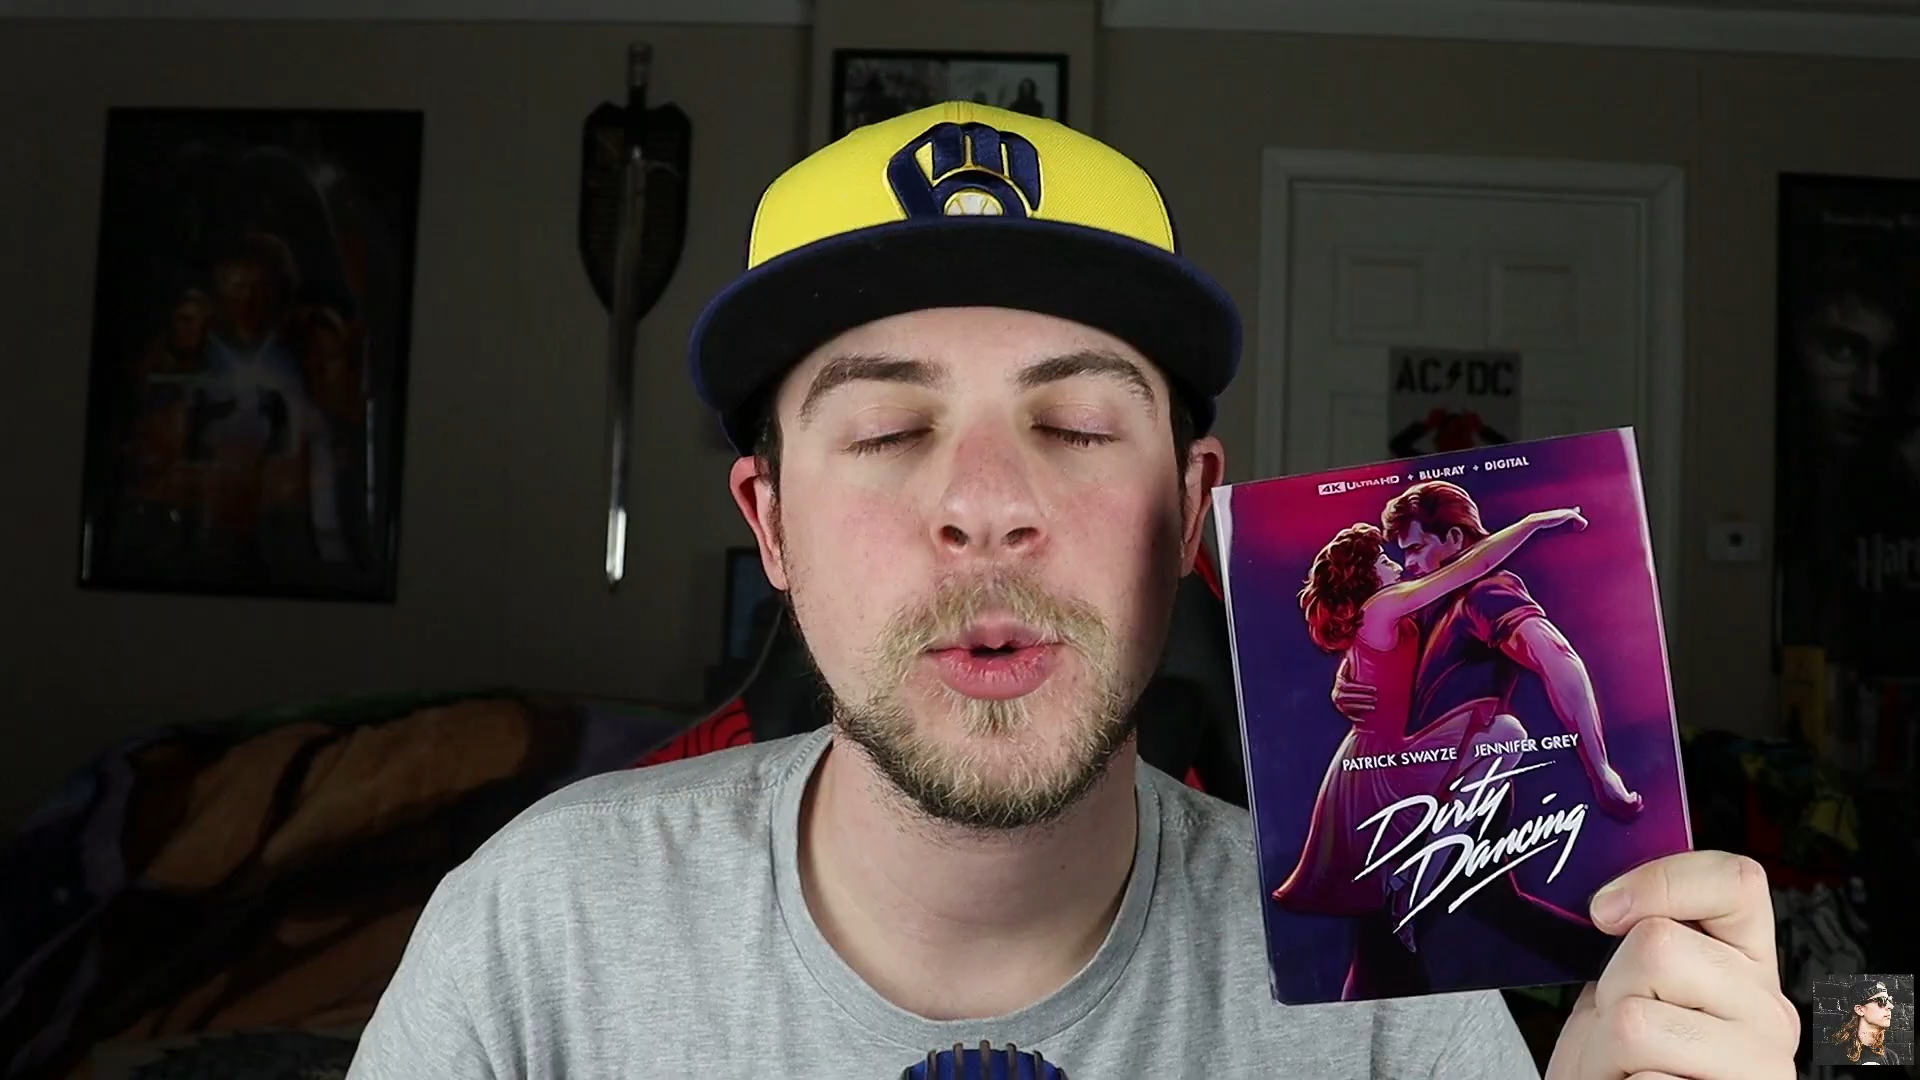 AC DC
4K ULTRA HD + BLU-RAY + DIGITAL
PATRICK SWAYZE JENNIFER GREY
Dirty
Dancing